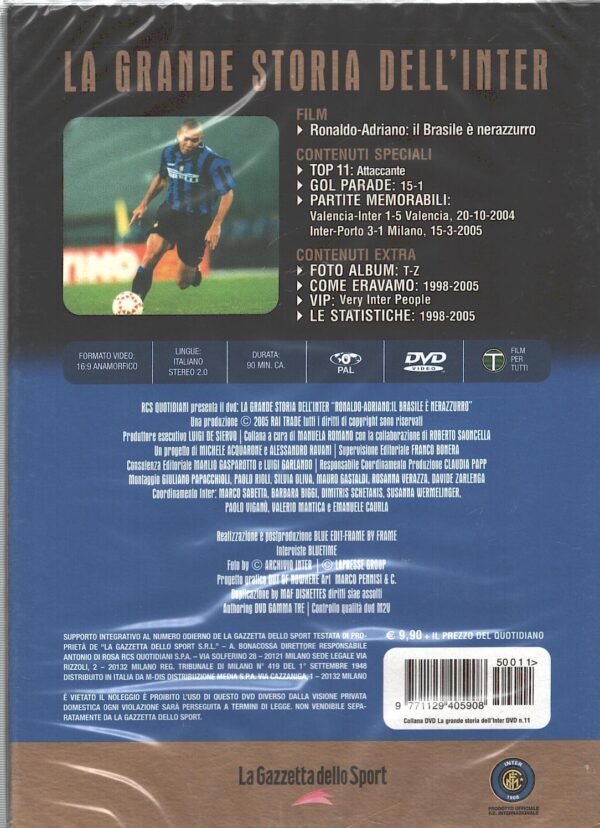 LA GRANDE STORIA DELL'INTER
FILM
Ronaldo-Adriano: il Brasile è nerazzurro
CONTENUTI SPECIALI
TOP 11: Attaccante
GOL PARADE: 15-1
PARTITE MEMORABILI:
Valencia-Inter 1-5 Valencia, 20-10-2004
Inter-Porto 3-1 Milano, 15-3-2005
CONTENUTI EXTRA
FOTO ALBUM: T-Z
COME ERAVAMO: 1998-2005
VIP: Very Inter People
LE STATISTICHE: 1998-2005
PIRELLI
TIMO
FORMATO VIDEO:
16:9 ANAMORFICO
LINGUE:
ITALIANO
STEREO 2.0
DURATA:
90 MIN. CA.
PAL
DVD
VIDEO
T
FILM
PER
TUTTI
RCS QUOTIDIANI presenta il dvd: LA GRANDE STORIA DELL'INTER "RONALDO-ADRIANO:IL BRASILE È NERAZZURRO"
Una produzione © 2005 RAI TRADE tutti i diritti di copyright sono riservati
Produttore esecutivo LUIGI DE SIERVO | Collana a cura di MANUELA ROMANO con la collaborazione di ROBERTO SAONCELLA
Un progetto di MICHELE ACQUARONE e ALESSANDRO RAVANI | Supervisione Editoriale FRANCO BONERA
Consulenza Editoriale MANLIO GASPAROTTO e LUIGI GARLANDO | Responsabile Coordinamento Produzione CLAUDIA PAPP
Montaggio GIULIANO PAPACCHIOLI, PAOLO RIOLI, SILVIA OLIVA, MAURO GASTALDI, ROSANNA VERAZZA, DAVIDE ZARLENGA
Coordinamento Inter: MARCO SABETTA, BARBARA BIGGI, DIMITRIS SCHETAKIS, SUSANNA WERMELINGER,
PAOLO VIGANÒ, VALERIO MANTICA e EMANUELE CAURLA
Realizzazione e postproduzione BLUE EDIT-FRAME BY FRAME
Interviste BLUETIME
Foto by © ARCHIVIO INTER | © LAPRESSE GROUP
Progetto grafico OUT OF NOWHERE Art MARCO PENNISI & C.
Duplicazione by MAF DISKETTES diritti siae assolti
Authoring DVD GAMMA TRE | Controllo qualità dvd M2V
SUPPORTO INTEGRATIVO AL NUMERO ODIERNO DE LA GAZZETTA DELLO SPORT TESTATA DI PRO-
PRIETÀ DE "LA GAZZETTA DELLO SPORT S.R.L." – A. BONACOSSA DIRETTORE RESPONSABILE
ANTONIO DI ROSA RCS QUOTIDIANI S.P.A – VIA SOLFERINO 28 – 20121 MILANO SEDE LEGALE VIA
RIZZOLI, 2 – 20132 MILANO REG. TRIBUNALE DI MILANO N° 419 DEL 1° SETTEMBRE 1948
DISTRIBUITO IN ITALIA DA M-DIS DISTRIBUZIONE MEDIA S.P.A. VIA CAZZANIGA, 1 – 20132 MILANO
È VIETATO IL NOLEGGIO È PROIBITO L'USO DI QUESTO DVD DIVERSO DALLA VISIONE PRIVATA
DOMESTICA OGNI VIOLAZIONE SARÀ PERSEGUITA A TERMINI DI LEGGE. NON VENDIBILE SEPA-
RATAMENTE DA LA GAZZETTA DELLO SPORT.
€ 9,90 + IL PREZZO DEL QUOTIDIANO
50011>
9 771129 405908
Collana DVD La grande storia dell'Inter DVD n.11
La Gazzetta dello Sport
INTER
1908
PRODOTTO UFFICIALE
F.C. INTERNAZIONALE